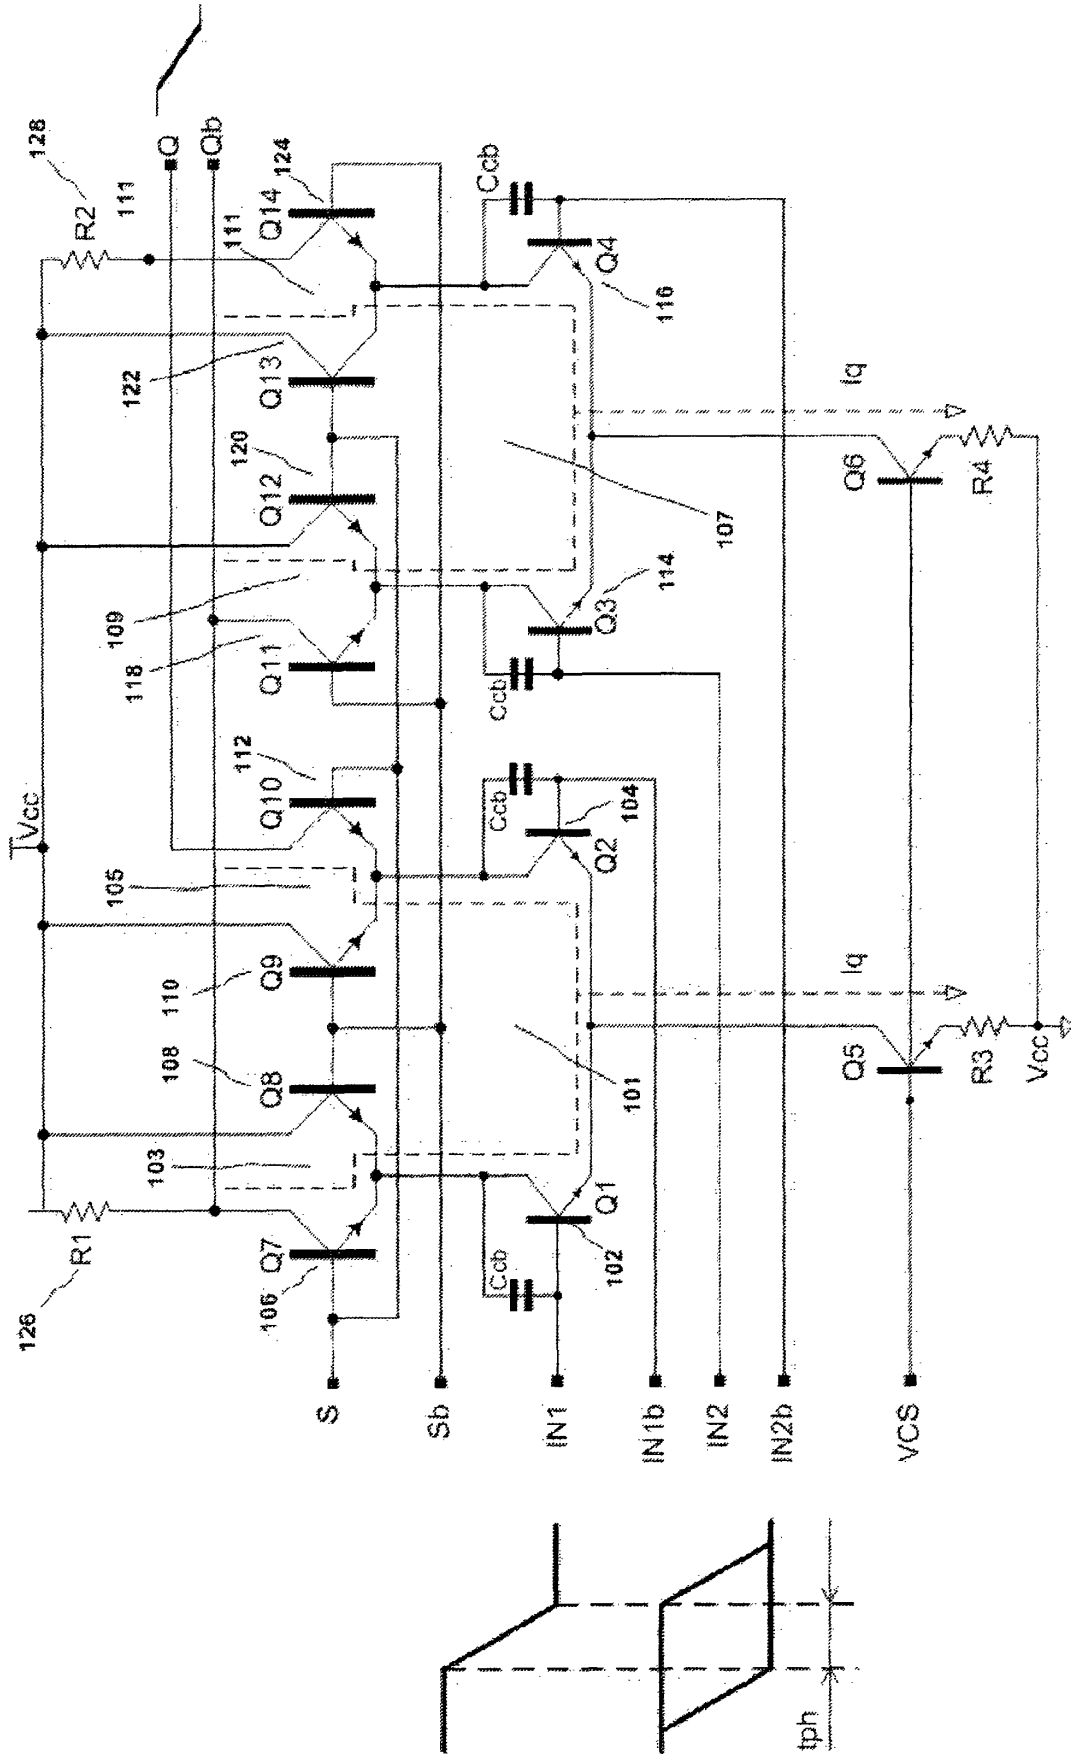 128
R2
111
Q
Qb
Vcc
R1
126
124
Q14
111
122
Q13
120
Q12
109
118
Q11
112
Q10
105
Q9
110
108
Q8
103
Q7
106
S
Sb
Ccb
Q4
116
107
Q3
114
Ccb
Ccb
104
Q2
101
Q1
102
Ccb
IN1
IN1b
IN2
IN2b
VCS
Iq
Q6
R4
Iq
Q5
R3
Vcc
tph